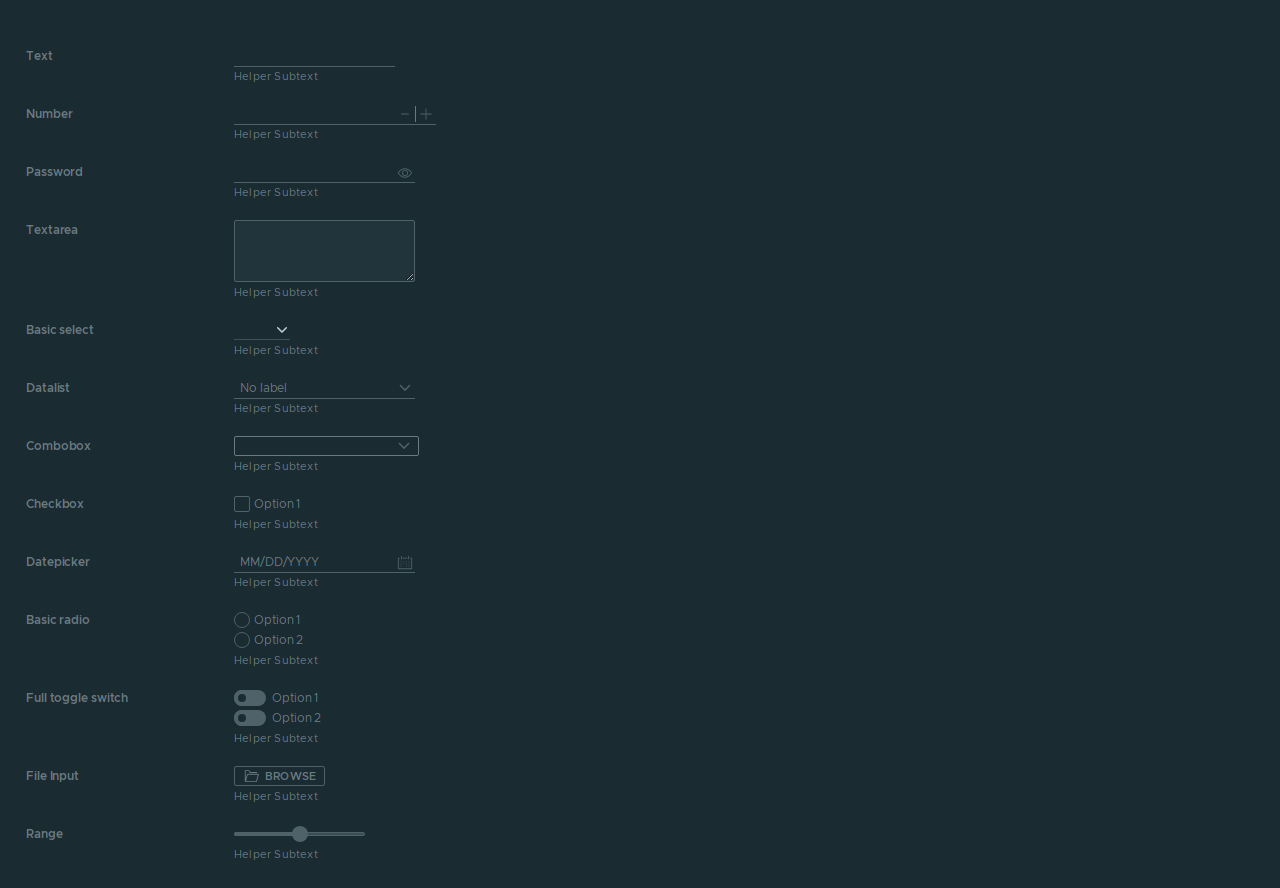 Text
Helper Subtext
Number
Helper Subtext
Password
Helper Subtext
Textarea
Helper Subtext
Basic select
Helper Subtext
Datalist No label
Helper Subtext
Combobox
Helper Subtext
Checkbox Option 1
Helper Subtext
Datepicker MM/DD/YYYY
Helper Subtext
Basic radio Option 1
Option 2
Helper Subtext
Full toggle switch Option 1
Option 2
Helper Subtext
File Input BROWSE
Helper Subtext
Range
Helper Subtext